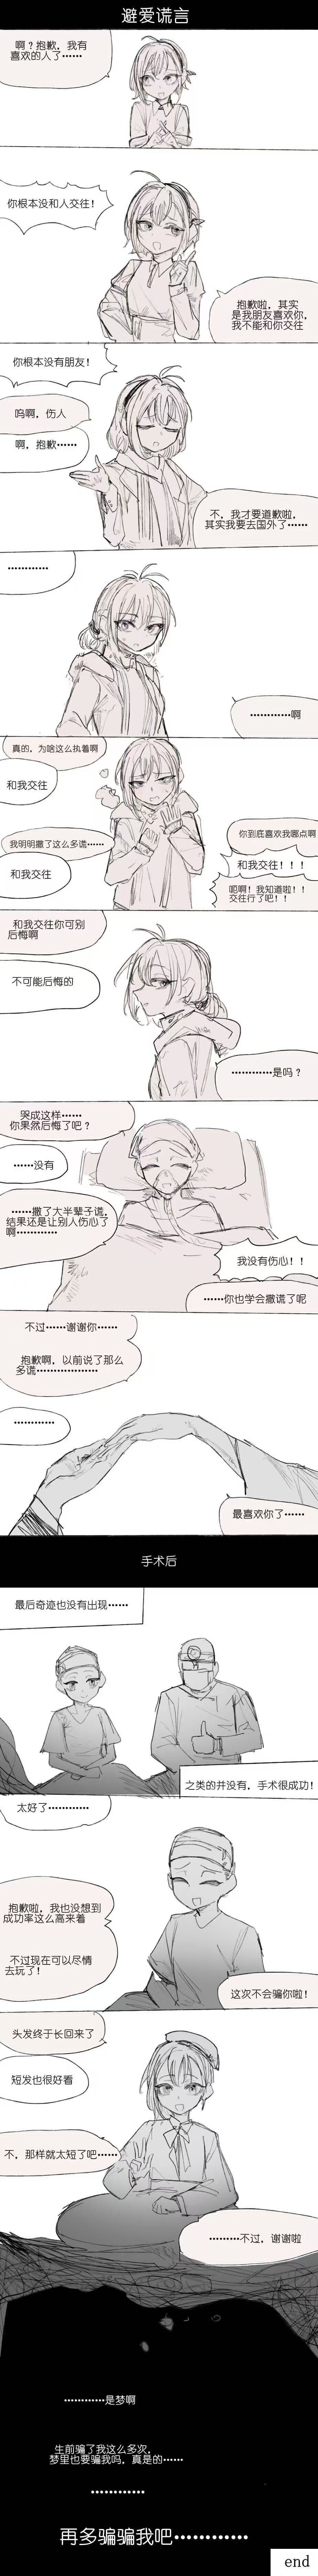 避爱谎言
啊？抱歉，我有
喜欢的人了……
你根本没和人交往！
抱歉啦，其实
是我朋友喜欢你，
我不能和你交往
你根本没有朋友！
呜啊，伤人
啊，抱歉……
不，我才要道歉啦，
其实我要去国外了……
…………
…………啊
真的，为啥这么执着啊
和我交往
我明明撒了这么多谎……
你到底喜欢我哪点啊
和我交往
和我交往！！！
呃啊！我知道啦！！
交往行了吧！！
和我交往你可别
后悔啊
不可能后悔的
…………是吗？
哭成这样……
你果然后悔了吧？
……没有
……撒了大半辈子谎，
结果还是让别人伤心了
啊…………
我没有伤心！！
……你也学会撒谎了呢
不过……谢谢你……
抱歉啊，以前说了那么
多谎………………
…………
最喜欢你了……
手术后
最后奇迹也没有出现……
之类的并没有，手术很成功！
太好了…………
抱歉啦，我也没想到
成功率这么高来着
不过现在可以尽情
去玩了！
这次不会骗你啦！
头发终于长回来了
短发也很好看
不，那样就太短了吧……
………不过，谢谢啦
…………是梦啊
生前骗了我这么多次，
梦里也要骗我吗，真是的……
…………
再多骗骗我吧…………
end